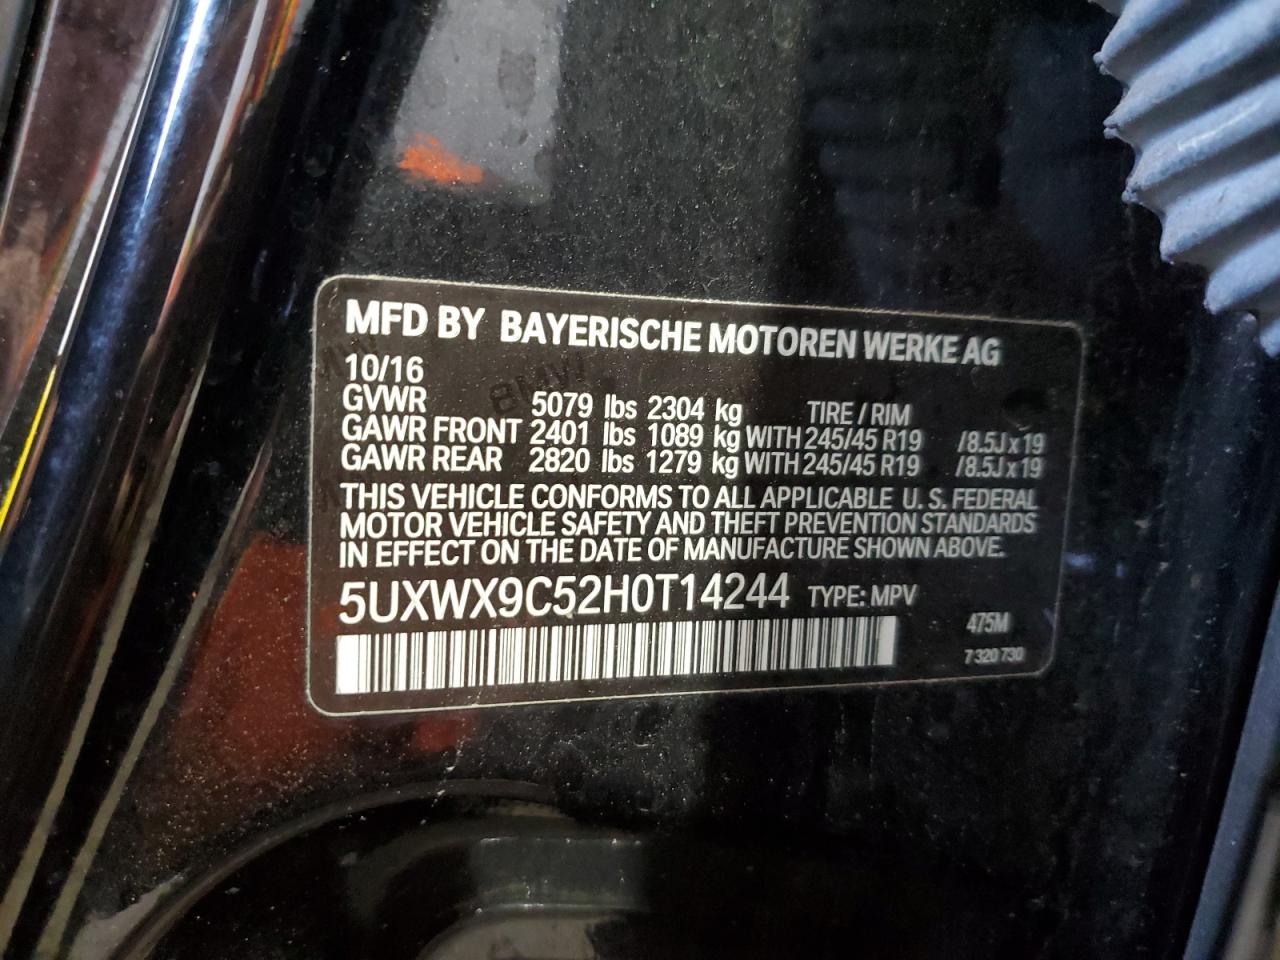 MFD BY BAYERISCHE MOTOREN WERKE AG
10/16
GVWR 5079 lbs 2304 kg TIRE / RIM
GAWR FRONT 2401 lbs 1089 kg WITH 245/45 R19 /8.5J x 19
GAWR REAR 2820 lbs 1279 kg WITH 245/45 R19 /8.5J x 19
THIS VEHICLE CONFORMS TO ALL APPLICABLE U. S. FEDERAL
MOTOR VEHICLE SAFETY AND THEFT PREVENTION STANDARDS
IN EFFECT ON THE DATE OF MANUFACTURE SHOWN ABOVE.
5UXWX9C52H0T14244 TYPE: MPV
475M
7 320 730